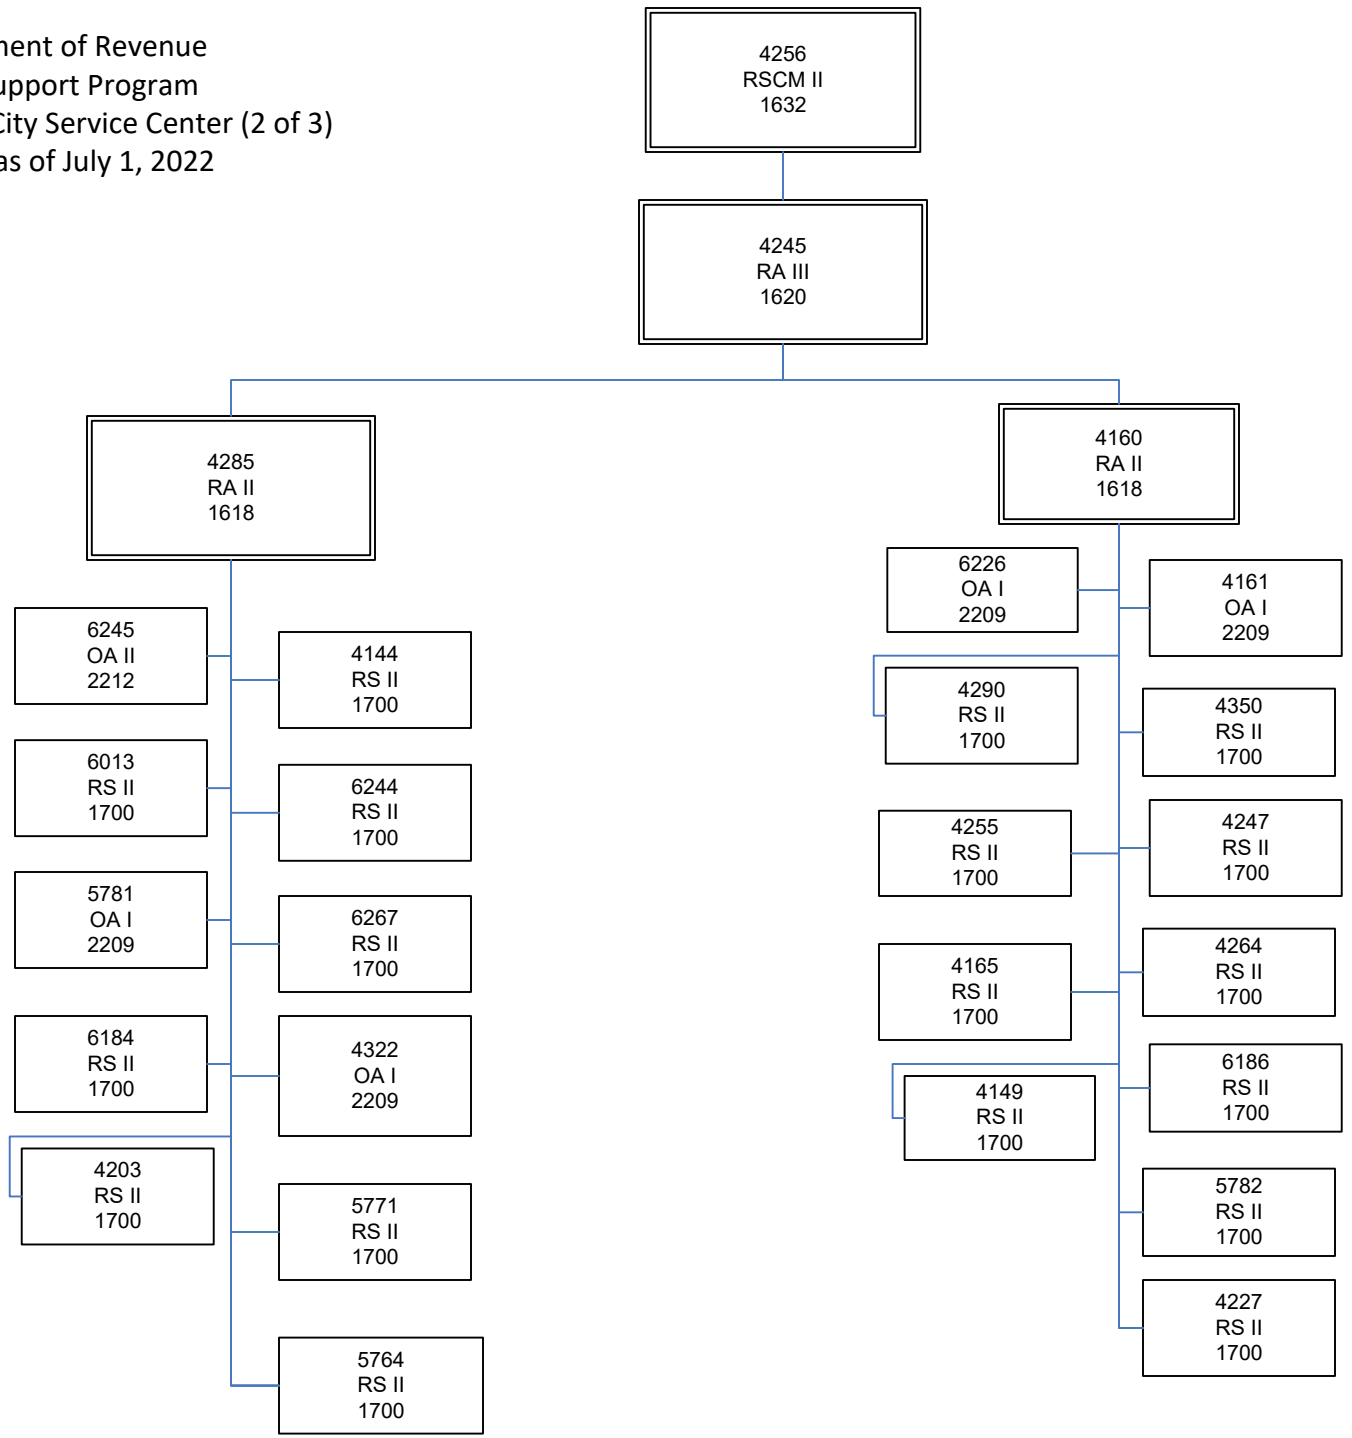 ment of Revenue
upport Program
City Service Center (2 of 3)
as of July 1, 2022
4256
RSCM II
1632
4245
RA III
1620
4285
RA II
1618
6245
OA II
2212
4144
RS II
1700
6013
RS II
1700
6244
RS II
1700
5781
OA I
2209
6267
RS II
1700
6184
RS II
1700
4322
OA I
2209
4203
RS II
1700
5771
RS II
1700
5764
RS II
1700
4160
RA II
1618
6226
OA I
2209
4161
OA I
2209
4290
RS II
1700
4350
RS II
1700
4255
RS II
1700
4247
RS II
1700
4165
RS II
1700
4264
RS II
1700
4149
RS II
1700
6186
RS II
1700
5782
RS II
1700
4227
RS II
1700